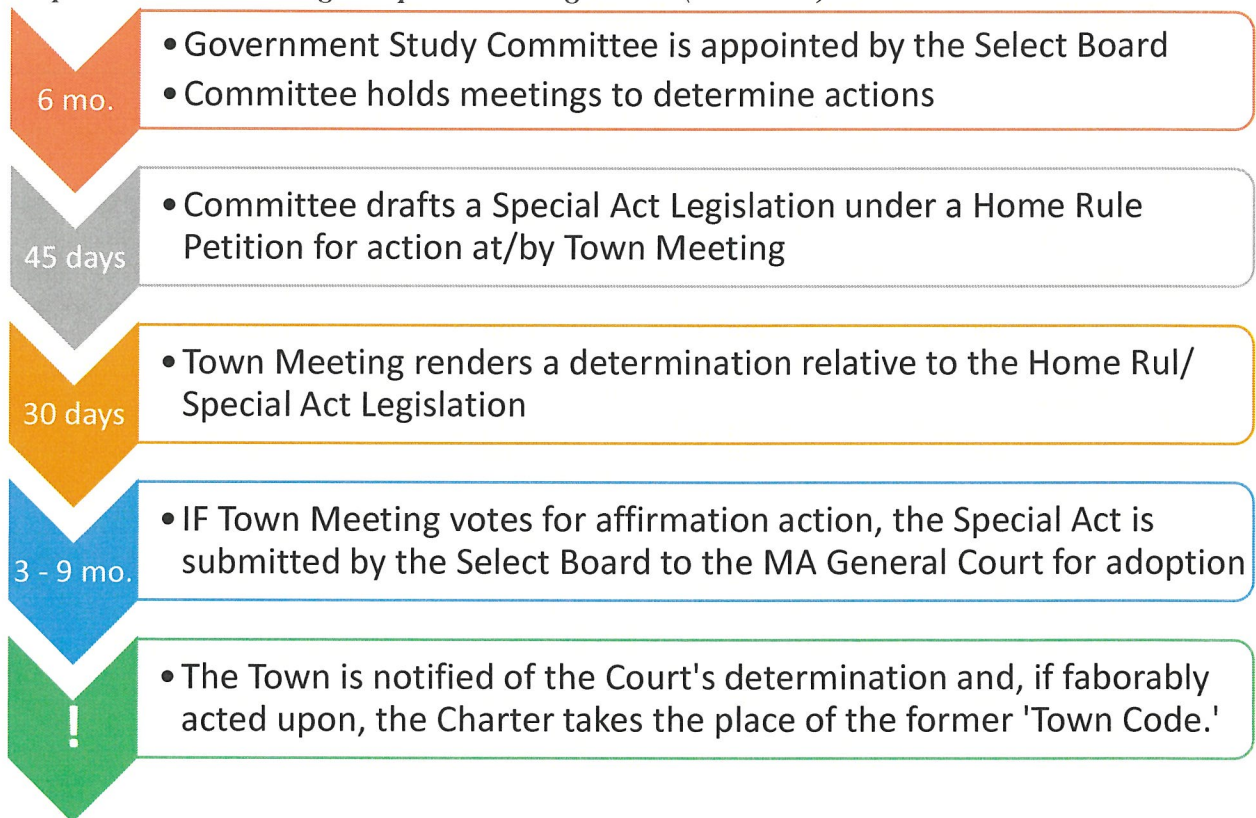 6 mo.
• Government Study Committee is appointed by the Select Board
• Committee holds meetings to determine actions
45 days
• Committee drafts a Special Act Legislation under a Home Rule
Petition for action at/by Town Meeting
30 days
• Town Meeting renders a determination relative to the Home Rul/
Special Act Legislation
3 - 9 mo.
• IF Town Meeting votes for affirmation action, the Special Act is
submitted by the Select Board to the MA General Court for adoption
!
• The Town is notified of the Court's determination and, if faborably
acted upon, the Charter takes the place of the former 'Town Code.'